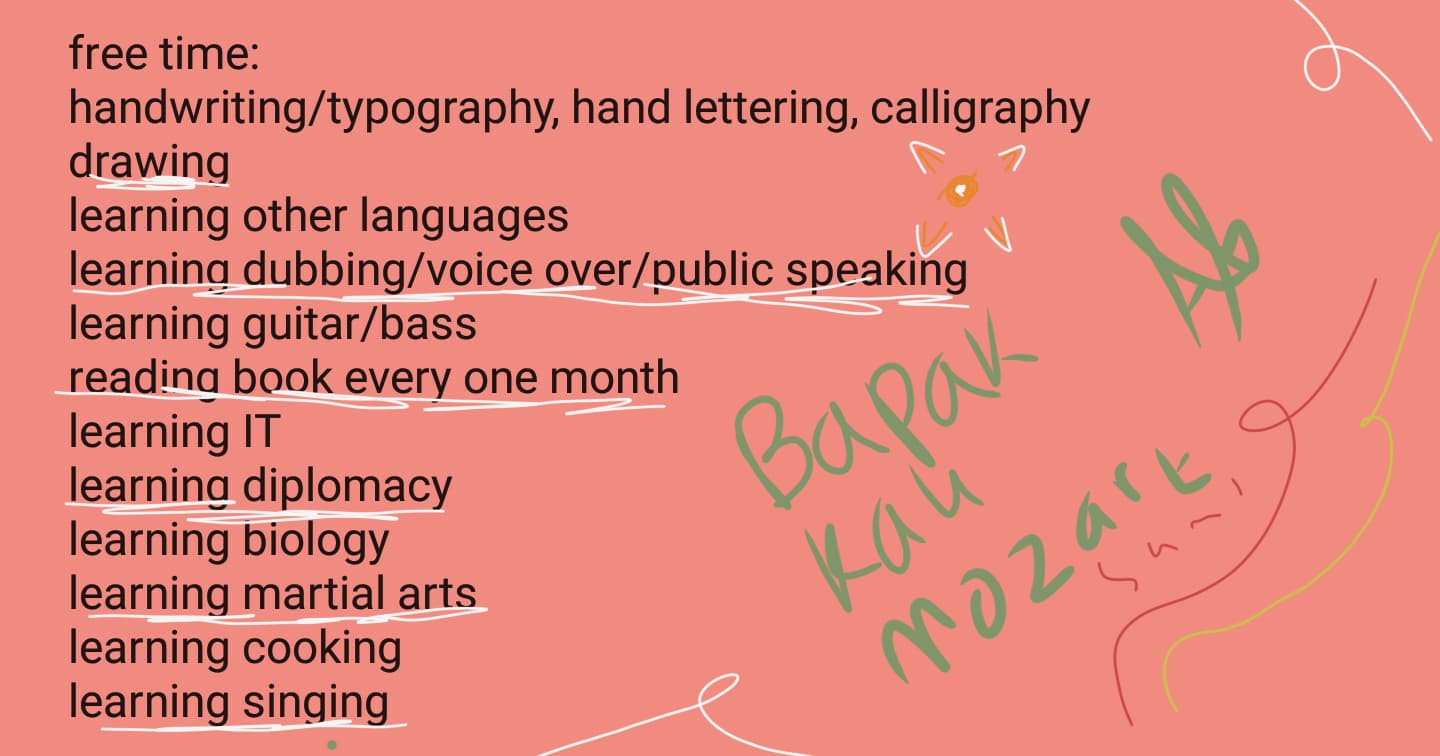 free time:
handwriting/typography, hand lettering, calligraphy
drawing
learning other languages
learning dubbing/voice over/public speaking
learning guitar/bass
reading book every one month
learning IT
learning diplomacy
learning biology
learning martial arts
learning cooking
learning singing
Bapak
kau
mozark